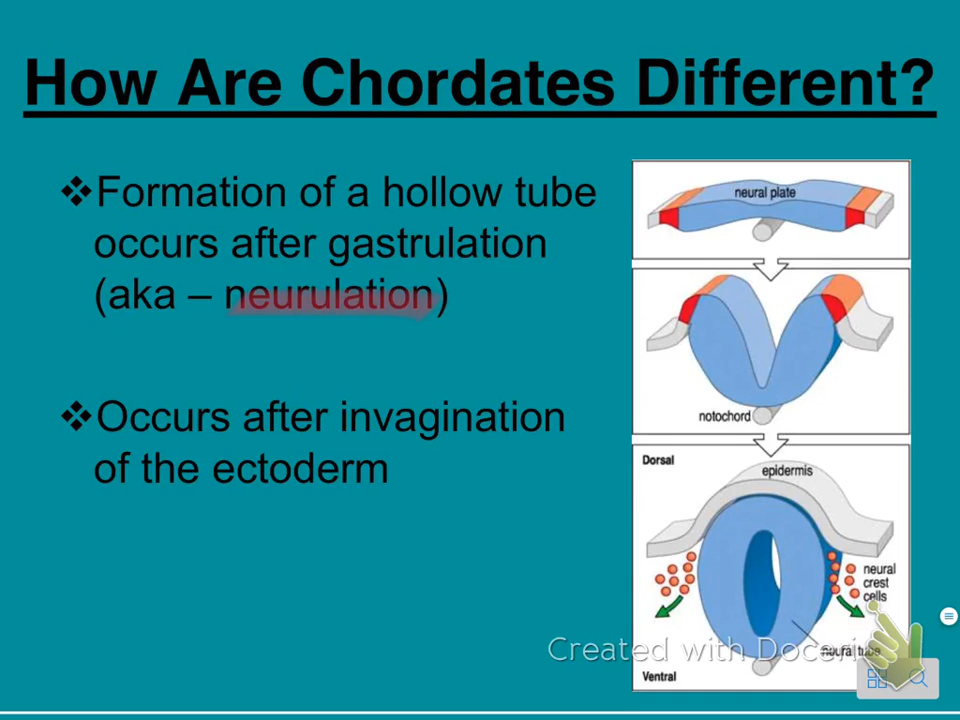 How Are Chordates Different?
❖Formation of a hollow tube
occurs after gastrulation
(aka – neurulation)
❖Occurs after invagination
of the ectoderm
neural plate
notochord
Dorsal
epidermis
neural
crest
cells
neural tube
Ventral
Created with Doceri